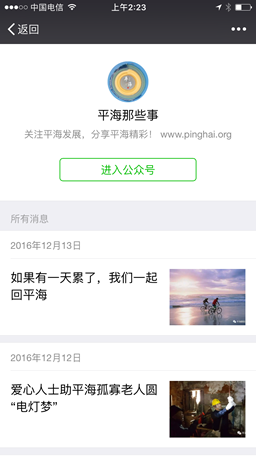 中国电信 上午2:23
返回
平海那些事
关注平海发展，分享平海精彩！ www.pinghai.org
进入公众号
所有消息
2016年12月13日
如果有一天累了，我们一起
回平海
2016年12月12日
爱心人士助平海孤寡老人圆
“电灯梦”